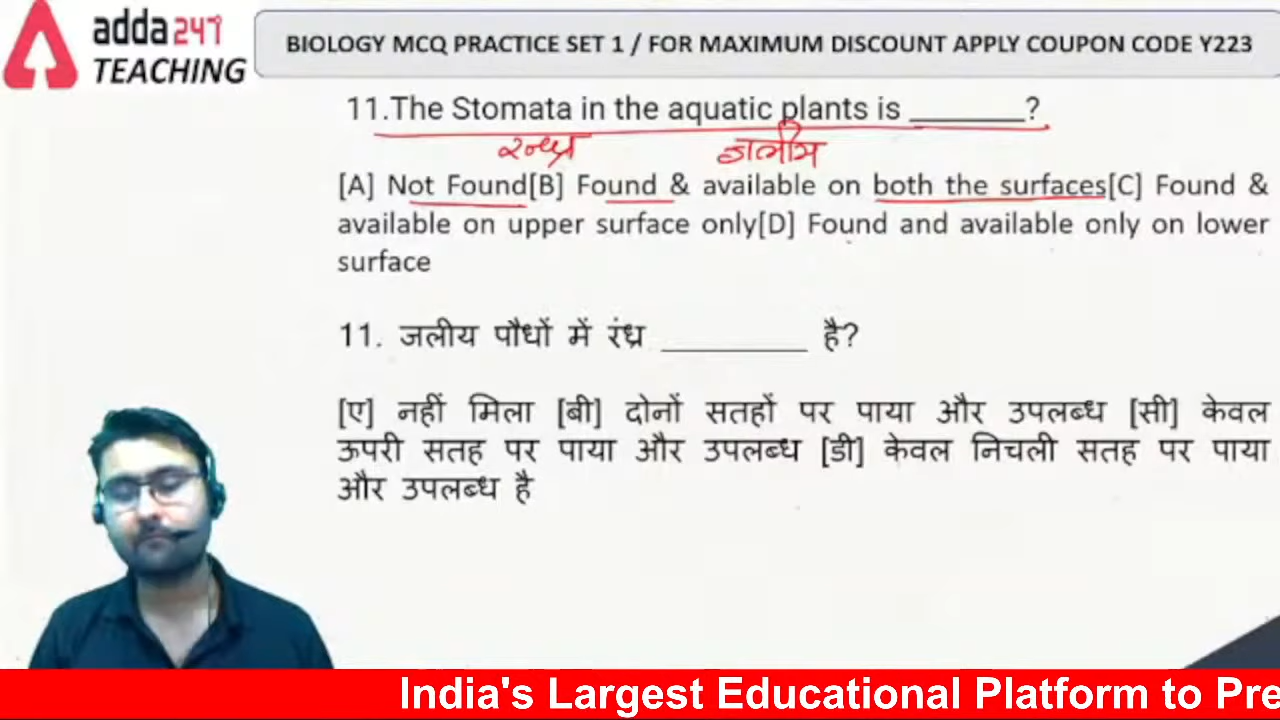 adda247
TEACHING
BIOLOGY MCQ PRACTICE SET 1 / FOR MAXIMUM DISCOUNT APPLY COUPON CODE Y223
11.The Stomata in the aquatic plants is ________?
रन्ध्र जलीय
[A] Not Found[B] Found & available on both the surfaces[C] Found &
available on upper surface only[D] Found and available only on lower
surface
11. जलीय पौधों में रंध्र __________ है?
[ए] नहीं मिला [बी] दोनों सतहों पर पाया और उपलब्ध [सी] केवल
ऊपरी सतह पर पाया और उपलब्ध [डी] केवल निचली सतह पर पाया
और उपलब्ध है
India's Largest Educational Platform to Pre